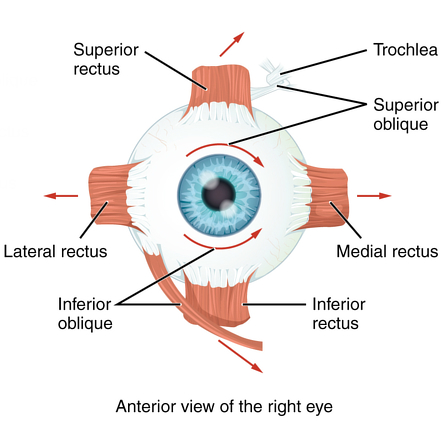 Superior
rectus
Trochlea
Superior
oblique
Lateral rectus
Medial rectus
Inferior
oblique
Inferior
rectus
Anterior view of the right eye